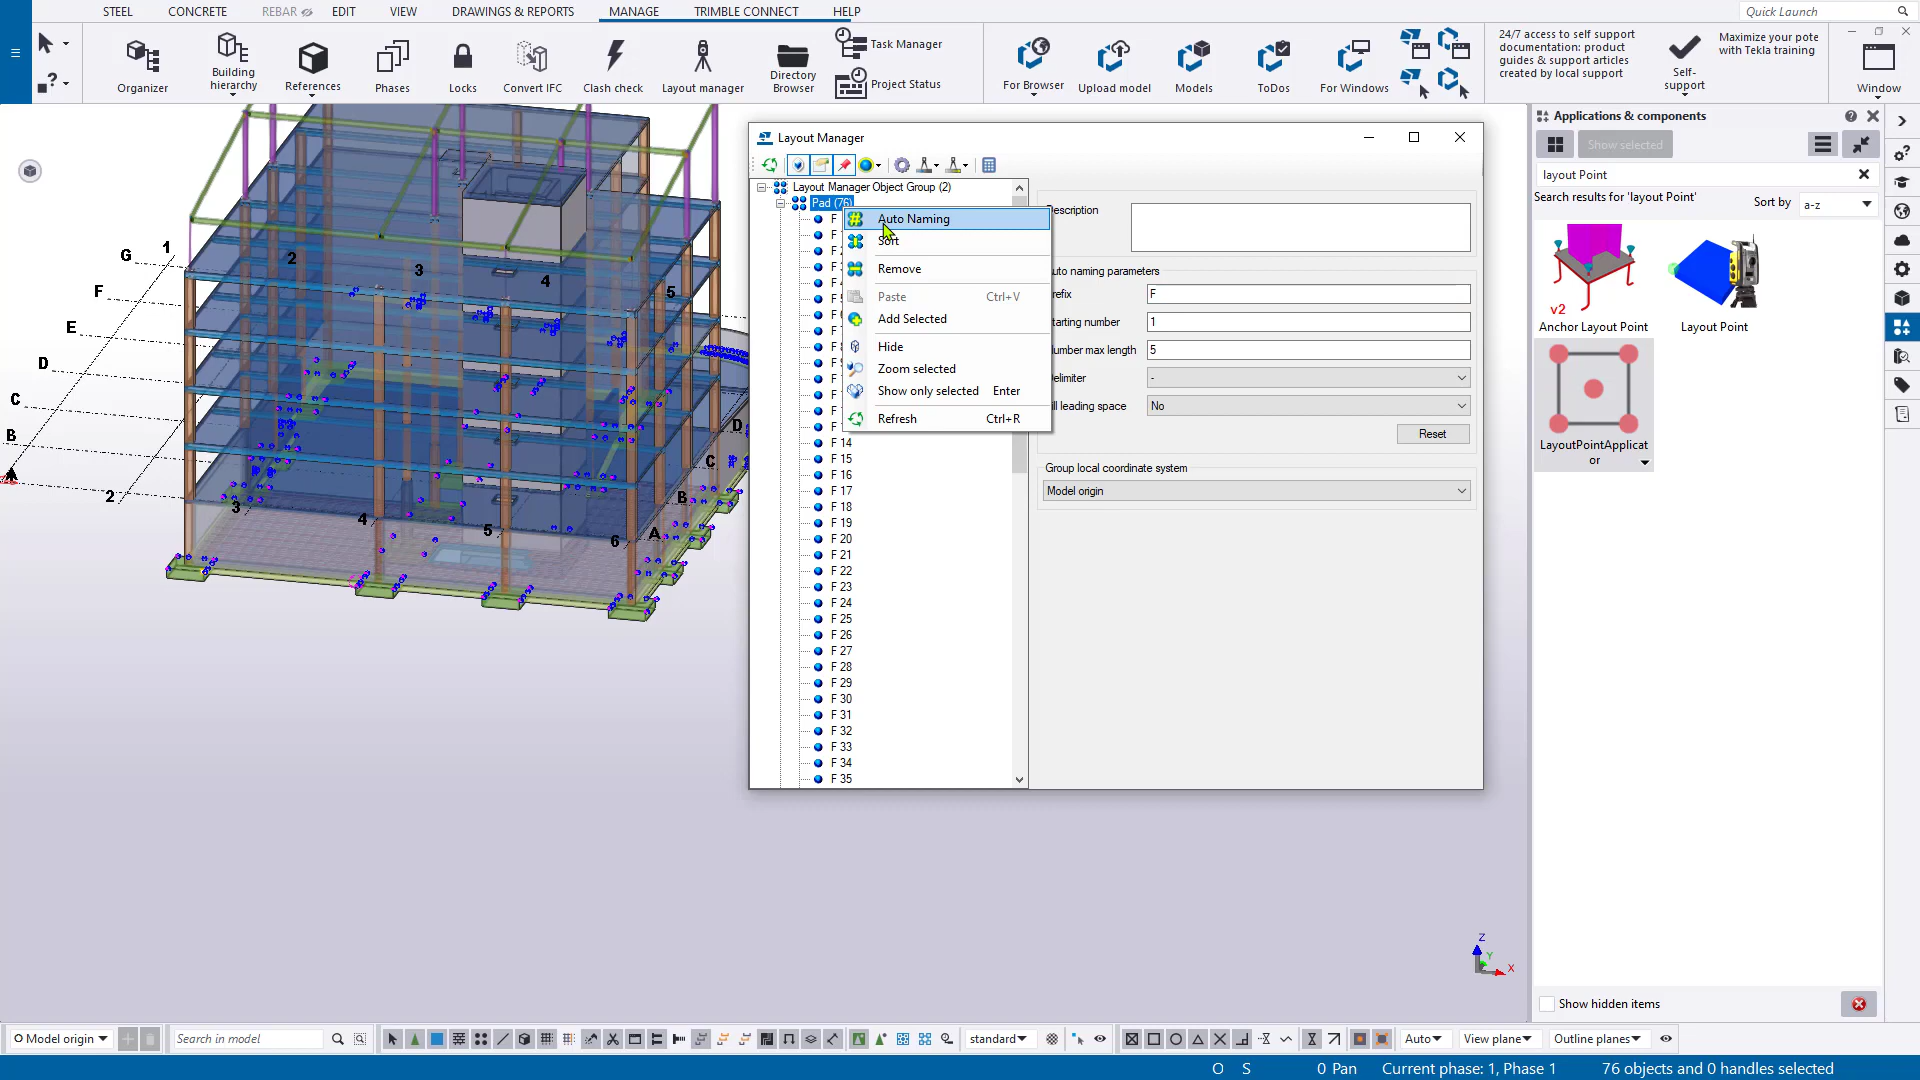 STEEL CONCRETE REBAR EDIT VIEW DRAWINGS & REPORTS MANAGE TRIMBLE CONNECT HELP
Quick Launch
Organizer
Building
hierarchy
References
Phases
Locks
Convert IFC
Clash check
Layout manager
Directory
Browser
Task Manager
Project Status
For Browser
Upload model
Models
ToDos
For Windows
24/7 access to self support
documentation: product
guides & support articles
created by local support
Self-
support
Maximize your pote
with Tekla training
Window
Layout Manager
Layout Manager Object Group (2)
Pad (76)
F
F
F
F
F
F
F
F
F
F 14
F 15
F 16
F 17
F 18
F 19
F 20
F 21
F 22
F 23
F 24
F 25
F 26
F 27
F 28
F 29
F 30
F 31
F 32
F 33
F 34
F 35
Auto Naming
Sort
Remove
Paste Ctrl+V
Add Selected
Hide
Zoom selected
Show only selected Enter
Refresh Ctrl+R
escription
uto naming parameters
refix F
tarting number 1
umber max length 5
elimiter -
ill leading space No
Reset
Group local coordinate system
Model origin
Applications & components
Show selected
layout Point
Search results for 'layout Point'
Sort by a-z
v2
Anchor Layout Point
Layout Point
LayoutPointApplicat
or
Show hidden items
G 1
F
E
D
C
B
A
2
2 3 4 5
3 4 5 6
A B C D
Z
Y
X
Model origin
Search in model
standard
Auto
View plane
Outline planes
O S 0 Pan Current phase: 1, Phase 1 76 objects and 0 handles selected